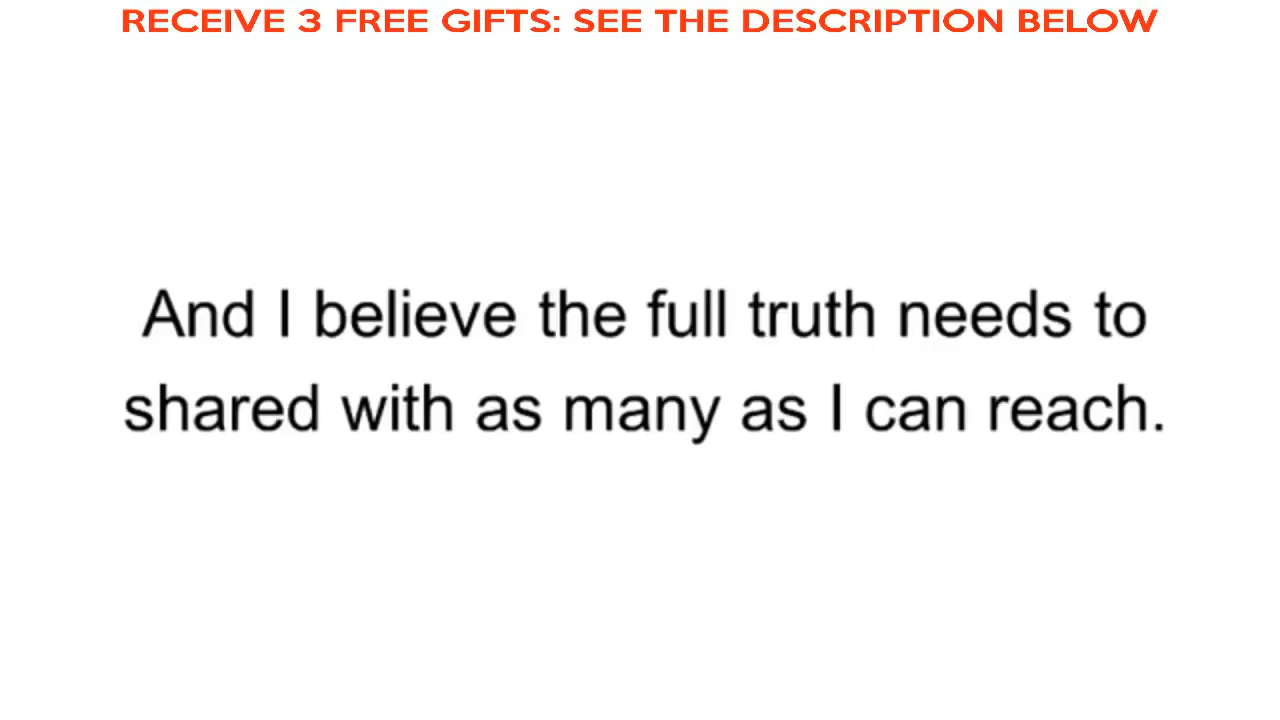 RECEIVE 3 FREE GIFTS: SEE THE DESCRIPTION BELOW
And I believe the full truth needs to
shared with as many as I can reach.